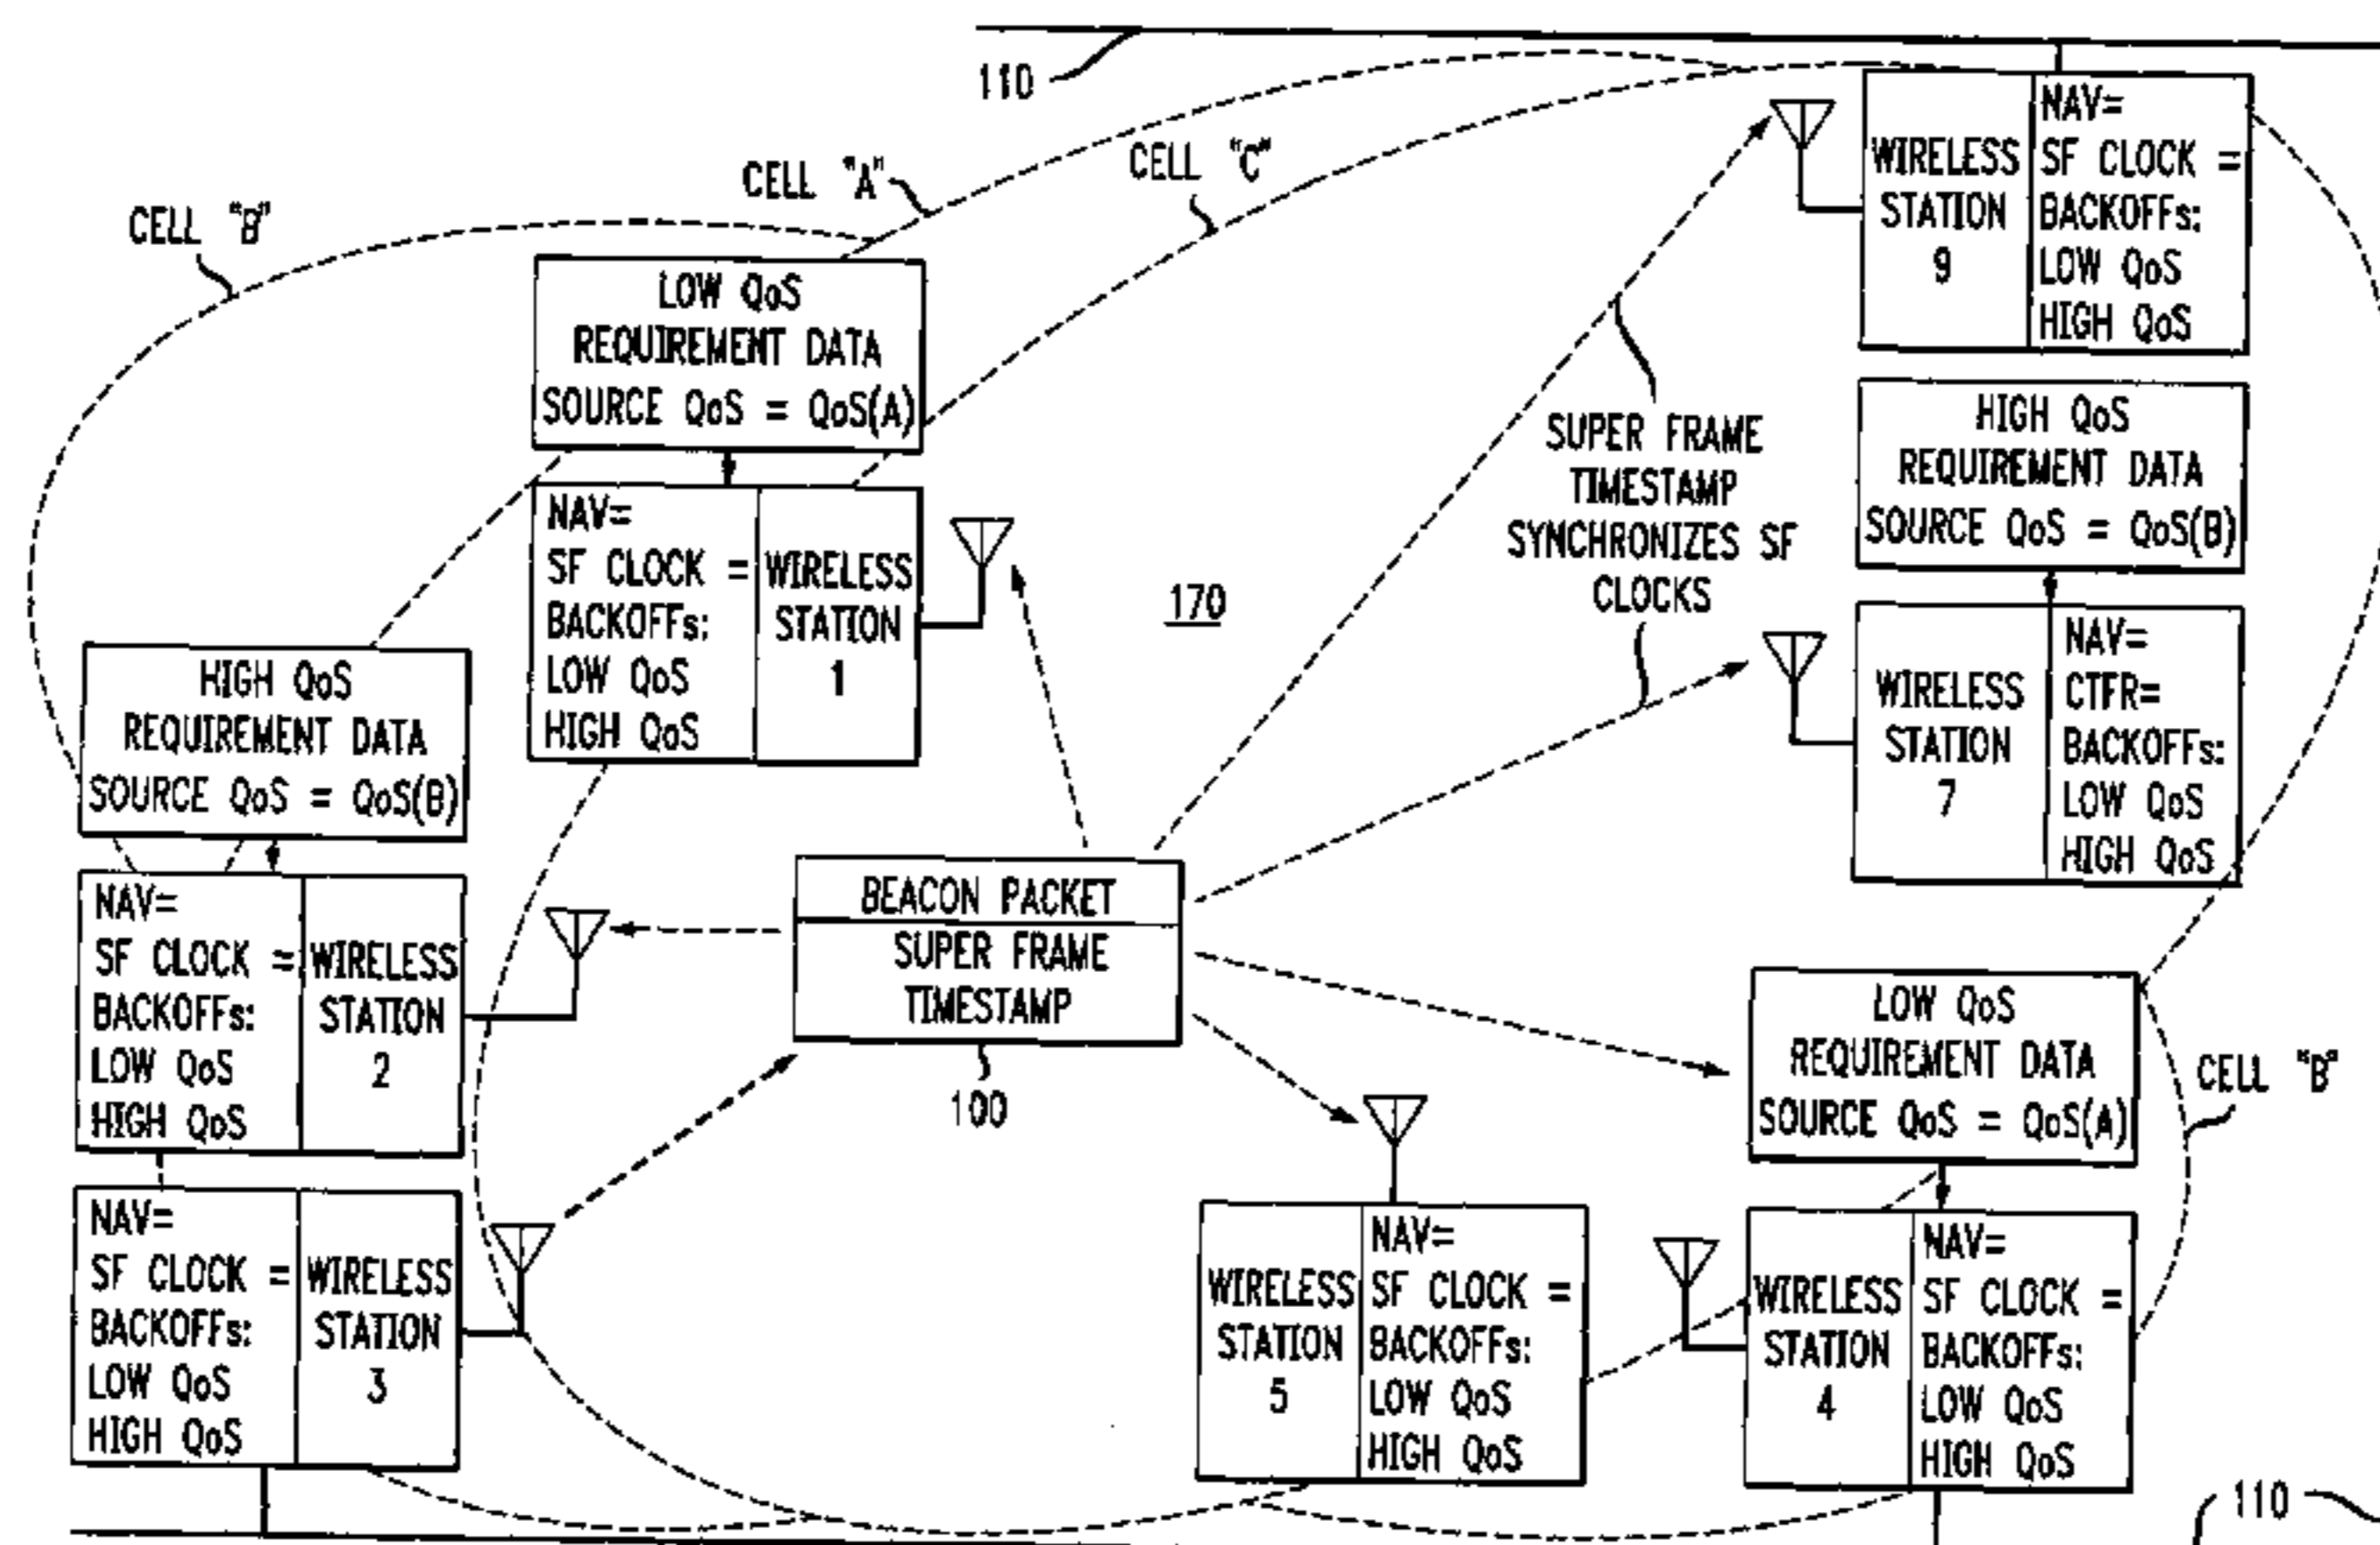 110
CELL "A"
CELL "C"
CELL "B"
LOW QoS
REQUIREMENT DATA
SOURCE QoS = QoS(A)
NAV=
SF CLOCK =
BACKOFFs:
LOW QoS
HIGH QoS
WIRELESS
STATION
1
HIGH QoS
REQUIREMENT DATA
SOURCE QoS = QoS(B)
NAV=
SF CLOCK =
BACKOFFs:
LOW QoS
HIGH QoS
WIRELESS
STATION
2
NAV=
SF CLOCK =
BACKOFFs:
LOW QoS
HIGH QoS
WIRELESS
STATION
3
170
BEACON PACKET
SUPER FRAME
TIMESTAMP
100
SUPER FRAME
TIMESTAMP
SYNCHRONIZES SF
CLOCKS
WIRELESS
STATION
9
NAV=
SF CLOCK =
BACKOFFs:
LOW QoS
HIGH QoS
HIGH QoS
REQUIREMENT DATA
SOURCE QoS = QoS(B)
WIRELESS
STATION
7
NAV=
CTFR=
BACKOFFs:
LOW QoS
HIGH QoS
LOW QoS
REQUIREMENT DATA
SOURCE QoS = QoS(A)
CELL "B"
WIRELESS
STATION
5
NAV=
SF CLOCK =
BACKOFFs:
LOW QoS
HIGH QoS
WIRELESS
STATION
4
NAV=
SF CLOCK =
BACKOFFs:
LOW QoS
HIGH QoS
110